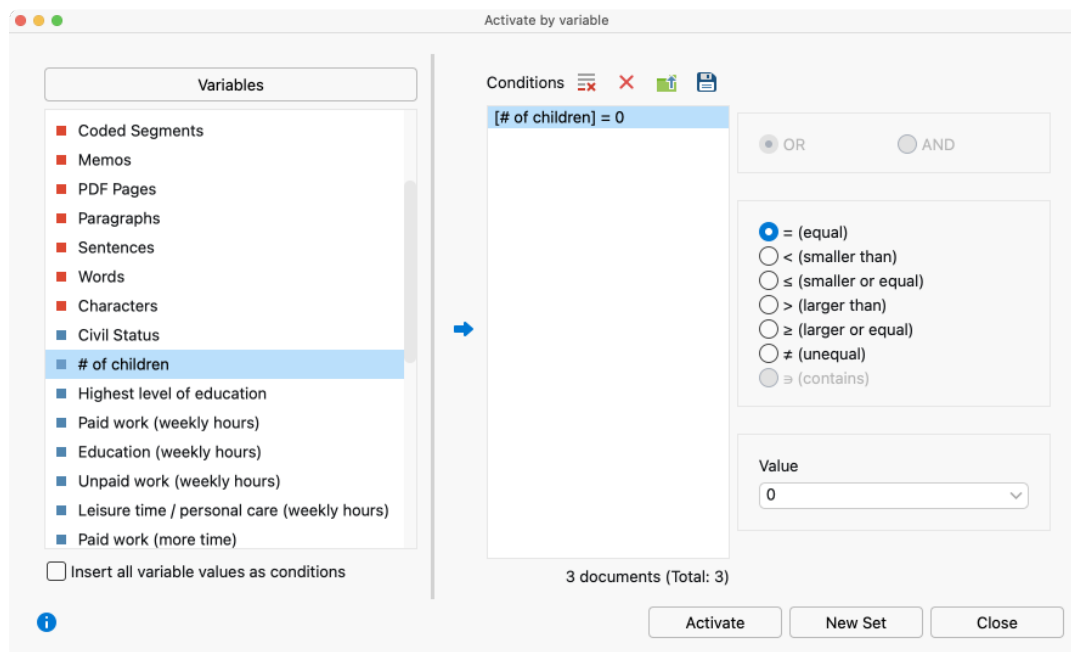 Activate by variable
Variables
Coded Segments
Memos
PDF Pages
Paragraphs
Sentences
Words
Characters
Civil Status
# of children
Highest level of education
Paid work (weekly hours)
Education (weekly hours)
Unpaid work (weekly hours)
Leisure time / personal care (weekly hours)
Paid work (more time)
Insert all variable values as conditions
Conditions
[# of children] = 0
3 documents (Total: 3)
OR AND
= (equal)
< (smaller than)
≤ (smaller or equal)
> (larger than)
≥ (larger or equal)
≠ (unequal)
∋ (contains)
Value
0
Activate New Set Close